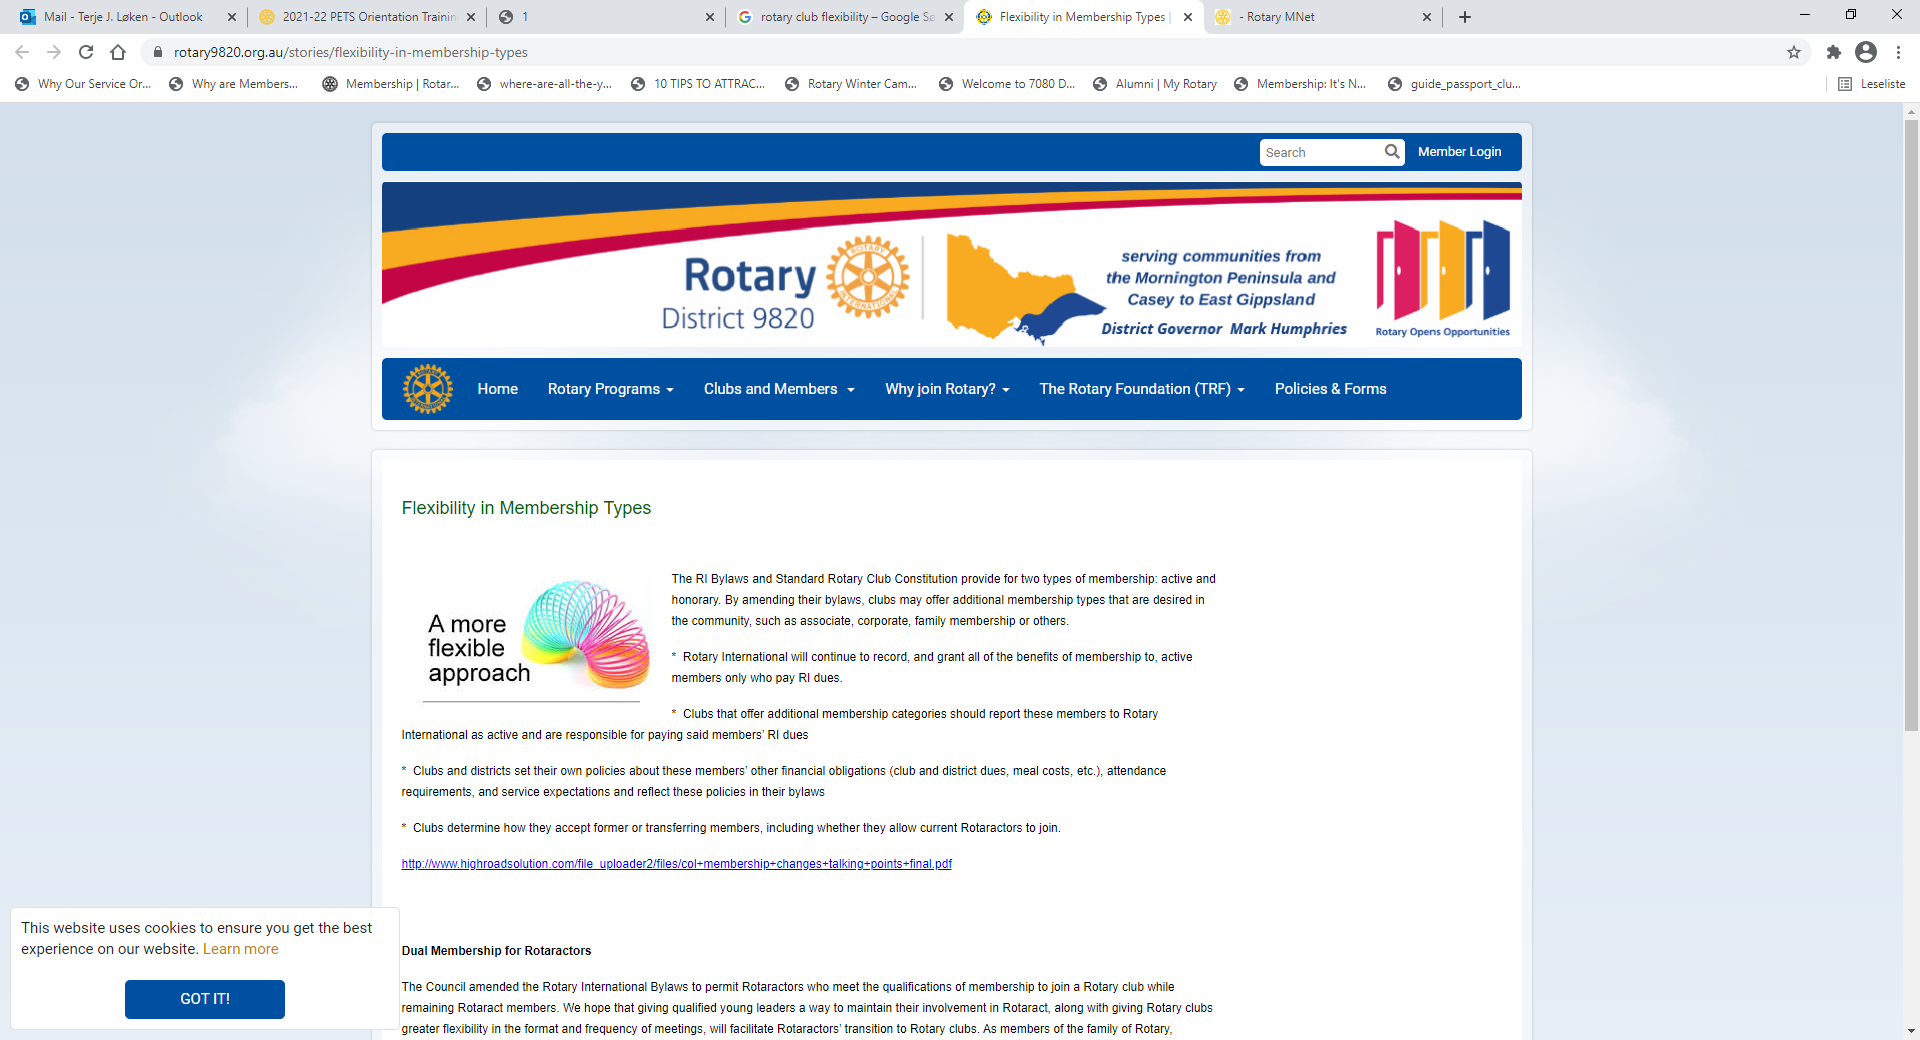 Mail - Terje J. Løken - Outlook
2021-22 PETS Orientation Trainin
1
rotary club flexibility – Google Sø
Flexibility in Membership Types |
- Rotary MNet
rotary9820.org.au/stories/flexibility-in-membership-types
Why Our Service Or...
Why are Members...
Membership | Rotar...
where-are-all-the-y...
10 TIPS TO ATTRAC...
Rotary Winter Cam...
Welcome to 7080 D...
Alumni | My Rotary
Membership: It's N...
guide_passport_clu...
Leseliste
Search
Member Login
Rotary
District 9820
ROTARY
INTERNATIONAL
serving communities from
the Mornington Peninsula and
Casey to East Gippsland
District Governor Mark Humphries
Rotary Opens Opportunities
Home
Rotary Programs
Clubs and Members
Why join Rotary?
The Rotary Foundation (TRF)
Policies & Forms
Flexibility in Membership Types
A more
flexible
approach
The RI Bylaws and Standard Rotary Club Constitution provide for two types of membership: active and
honorary. By amending their bylaws, clubs may offer additional membership types that are desired in
the community, such as associate, corporate, family membership or others.
* Rotary International will continue to record, and grant all of the benefits of membership to, active
members only who pay RI dues.
* Clubs that offer additional membership categories should report these members to Rotary
International as active and are responsible for paying said members’ RI dues
* Clubs and districts set their own policies about these members’ other financial obligations (club and district dues, meal costs, etc.), attendance
requirements, and service expectations and reflect these policies in their bylaws
* Clubs determine how they accept former or transferring members, including whether they allow current Rotaractors to join.
http://www.highroadsolution.com/file_uploader2/files/col+membership+changes+talking+points+final.pdf
Dual Membership for Rotaractors
The Council amended the Rotary International Bylaws to permit Rotaractors who meet the qualifications of membership to join a Rotary club while
remaining Rotaract members. We hope that giving qualified young leaders a way to maintain their involvement in Rotaract, along with giving Rotary clubs
greater flexibility in the format and frequency of meetings, will facilitate Rotaractors’ transition to Rotary clubs. As members of the family of Rotary,
This website uses cookies to ensure you get the best
experience on our website. Learn more
GOT IT!